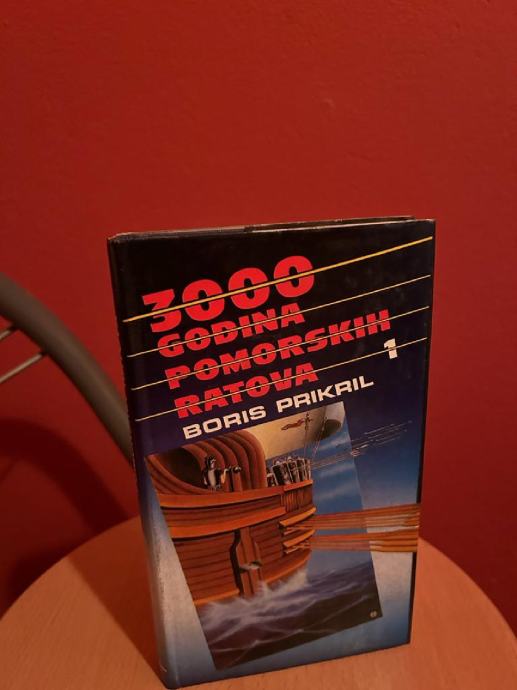 3000
GODINA
POMORSKIH
RATOVA
1
BORIS PRIKRIL